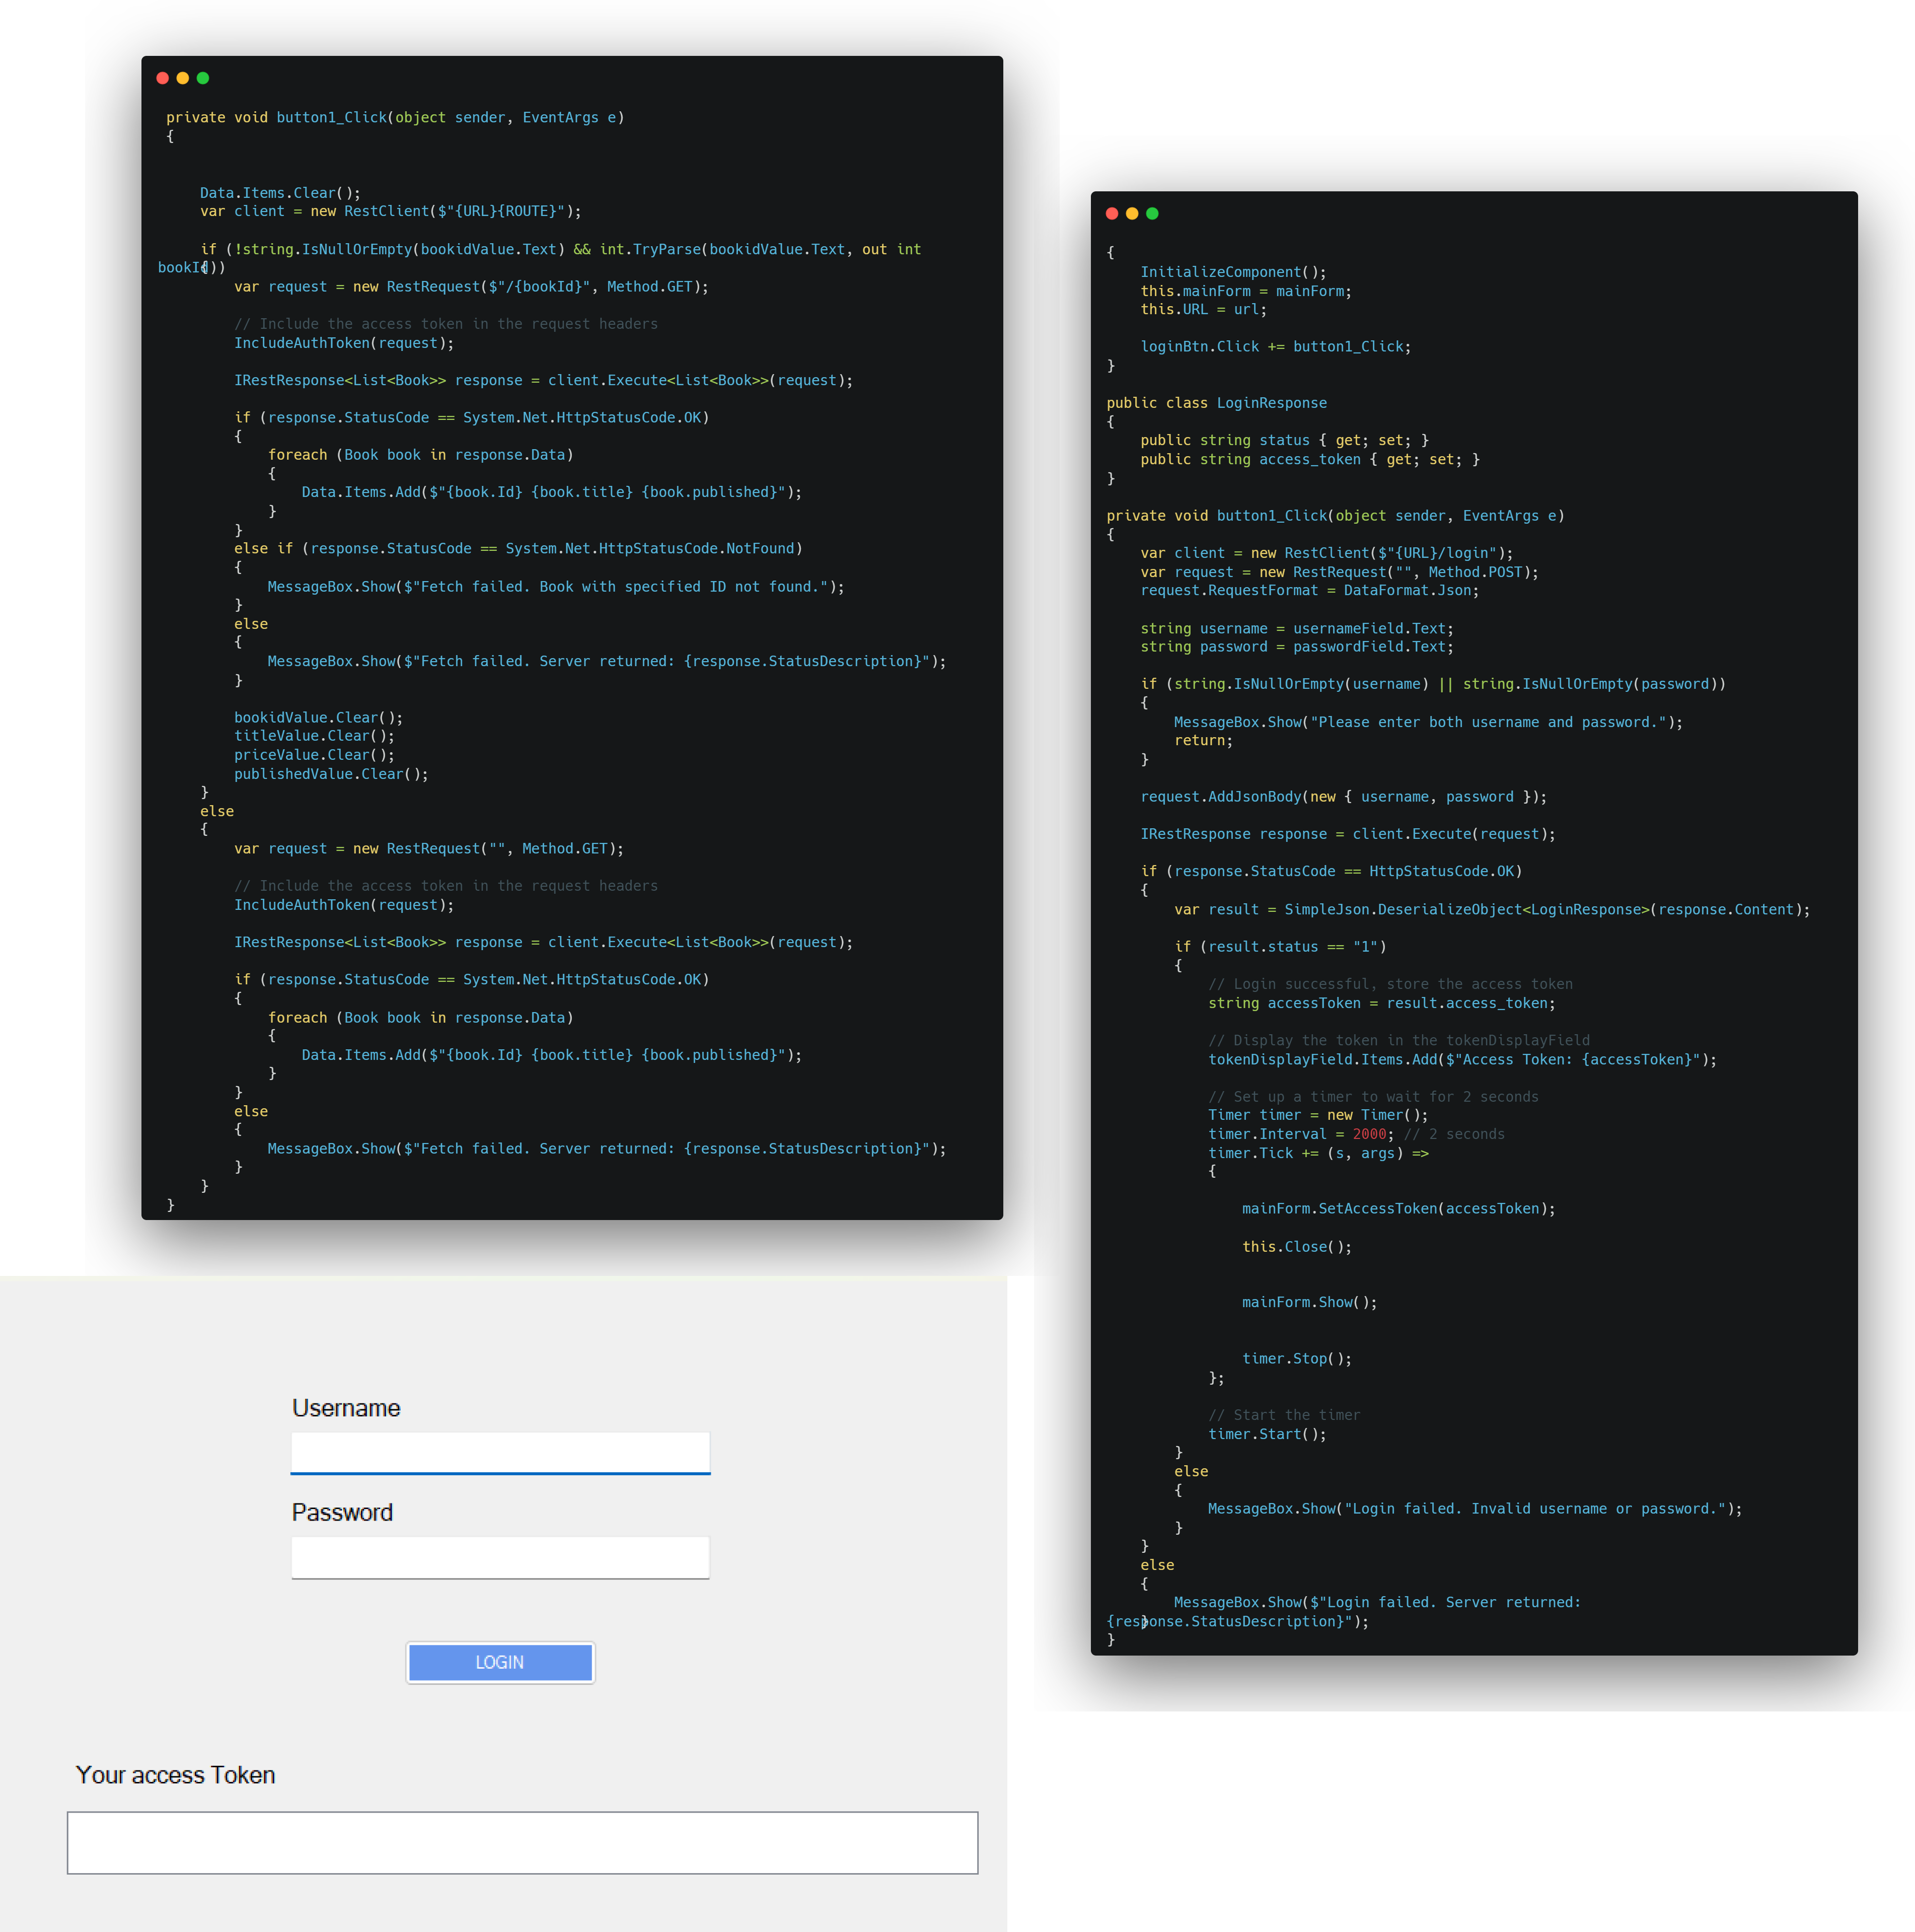 private void button1_Click(object sender, EventArgs e)
{
Data.Items.Clear();
var client = new RestClient($"{URL}{ROUTE}");
if (!string.IsNullOrEmpty(bookidValue.Text) && int.TryParse(bookidValue.Text, out int
bookId))
{
var request = new RestRequest($"/{bookId}", Method.GET);
// Include the access token in the request headers
IncludeAuthToken(request);
IRestResponse<List<Book>> response = client.Execute<List<Book>>(request);
if (response.StatusCode == System.Net.HttpStatusCode.OK)
{
foreach (Book book in response.Data)
{
Data.Items.Add($"{book.Id} {book.title} {book.published}");
}
}
else if (response.StatusCode == System.Net.HttpStatusCode.NotFound)
{
MessageBox.Show($"Fetch failed. Book with specified ID not found.");
}
else
{
MessageBox.Show($"Fetch failed. Server returned: {response.StatusDescription}");
}
bookidValue.Clear();
titleValue.Clear();
priceValue.Clear();
publishedValue.Clear();
}
else
{
var request = new RestRequest("", Method.GET);
// Include the access token in the request headers
IncludeAuthToken(request);
IRestResponse<List<Book>> response = client.Execute<List<Book>>(request);
if (response.StatusCode == System.Net.HttpStatusCode.OK)
{
foreach (Book book in response.Data)
{
Data.Items.Add($"{book.Id} {book.title} {book.published}");
}
}
else
{
MessageBox.Show($"Fetch failed. Server returned: {response.StatusDescription}");
}
}
}
{
InitializeComponent();
this.mainForm = mainForm;
this.URL = url;
loginBtn.Click += button1_Click;
}
public class LoginResponse
{
public string status { get; set; }
public string access_token { get; set; }
}
private void button1_Click(object sender, EventArgs e)
{
var client = new RestClient($"{URL}/login");
var request = new RestRequest("", Method.POST);
request.RequestFormat = DataFormat.Json;
string username = usernameField.Text;
string password = passwordField.Text;
if (string.IsNullOrEmpty(username) || string.IsNullOrEmpty(password))
{
MessageBox.Show("Please enter both username and password.");
return;
}
request.AddJsonBody(new { username, password });
IRestResponse response = client.Execute(request);
if (response.StatusCode == HttpStatusCode.OK)
{
var result = SimpleJson.DeserializeObject<LoginResponse>(response.Content);
if (result.status == "1")
{
// Login successful, store the access token
string accessToken = result.access_token;
// Display the token in the tokenDisplayField
tokenDisplayField.Items.Add($"Access Token: {accessToken}");
// Set up a timer to wait for 2 seconds
Timer timer = new Timer();
timer.Interval = 2000; // 2 seconds
timer.Tick += (s, args) =>
{
mainForm.SetAccessToken(accessToken);
this.Close();
mainForm.Show();
timer.Stop();
};
// Start the timer
timer.Start();
}
else
{
MessageBox.Show("Login failed. Invalid username or password.");
}
}
else
{
MessageBox.Show($"Login failed. Server returned:
{response.StatusDescription}");
}
}
Username
Password
LOGIN
Your access Token